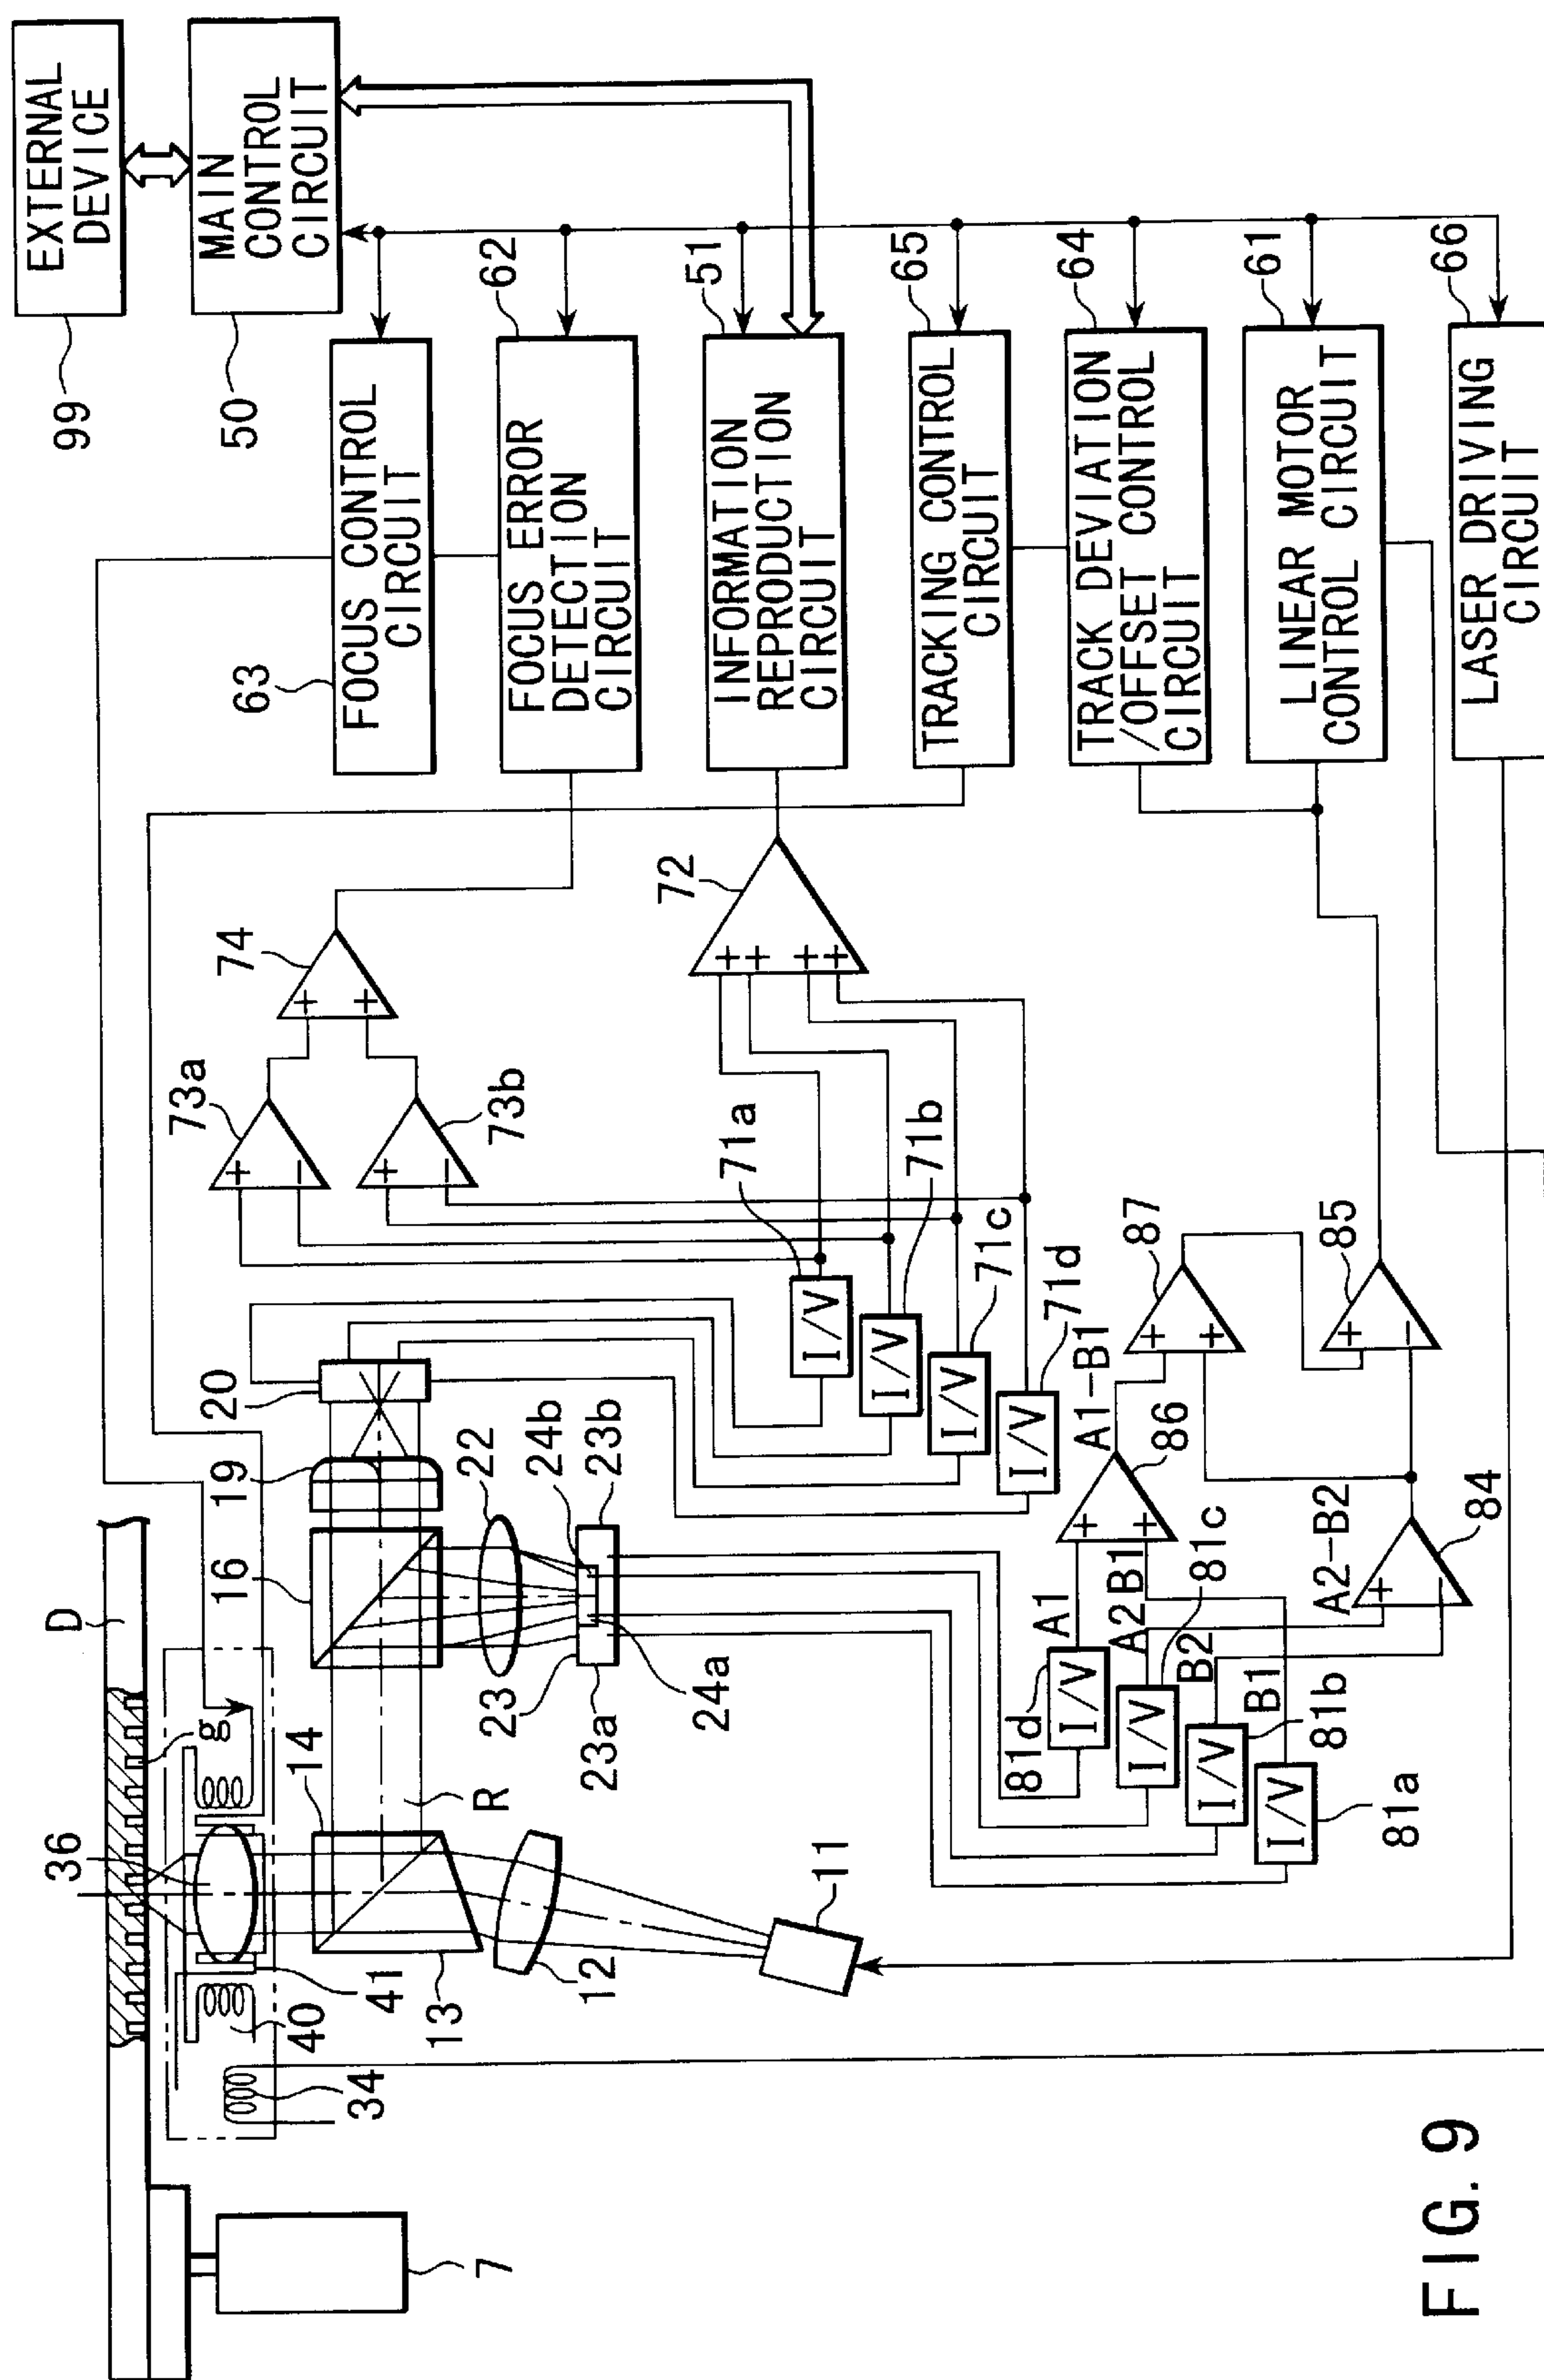 EXTERNAL
DEVICE
99
MAIN
CONTROL
CIRCUIT
50
63
FOCUS CONTROL
CIRCUIT
62
FOCUS ERROR
DETECTION
CIRCUIT
51
INFORMATION
REPRODUCTION
CIRCUIT
65
TRACKING CONTROL
CIRCUIT
64
TRACK DEVIATION
/OFFSET CONTROL
CIRCUIT
61
LINEAR MOTOR
CONTROL CIRCUIT
66
LASER DRIVING
CIRCUIT
74
+
+
72
+
+
+
+
73a
+
−
73b
+
−
71a
I/V
71b
I/V
71c
I/V
71d
I/V
87
+
+
85
+
−
A1-B1
86
+
+
A2-B2
84
+
−
20
19
16
22
24b
23b
23
23a
24a
A1
A2
B1
B2
B1
81d
I/V
81c
I/V
81b
I/V
81a
I/V
D
g
36
14
R
13
12
11
41
40
34
7
FIG. 9